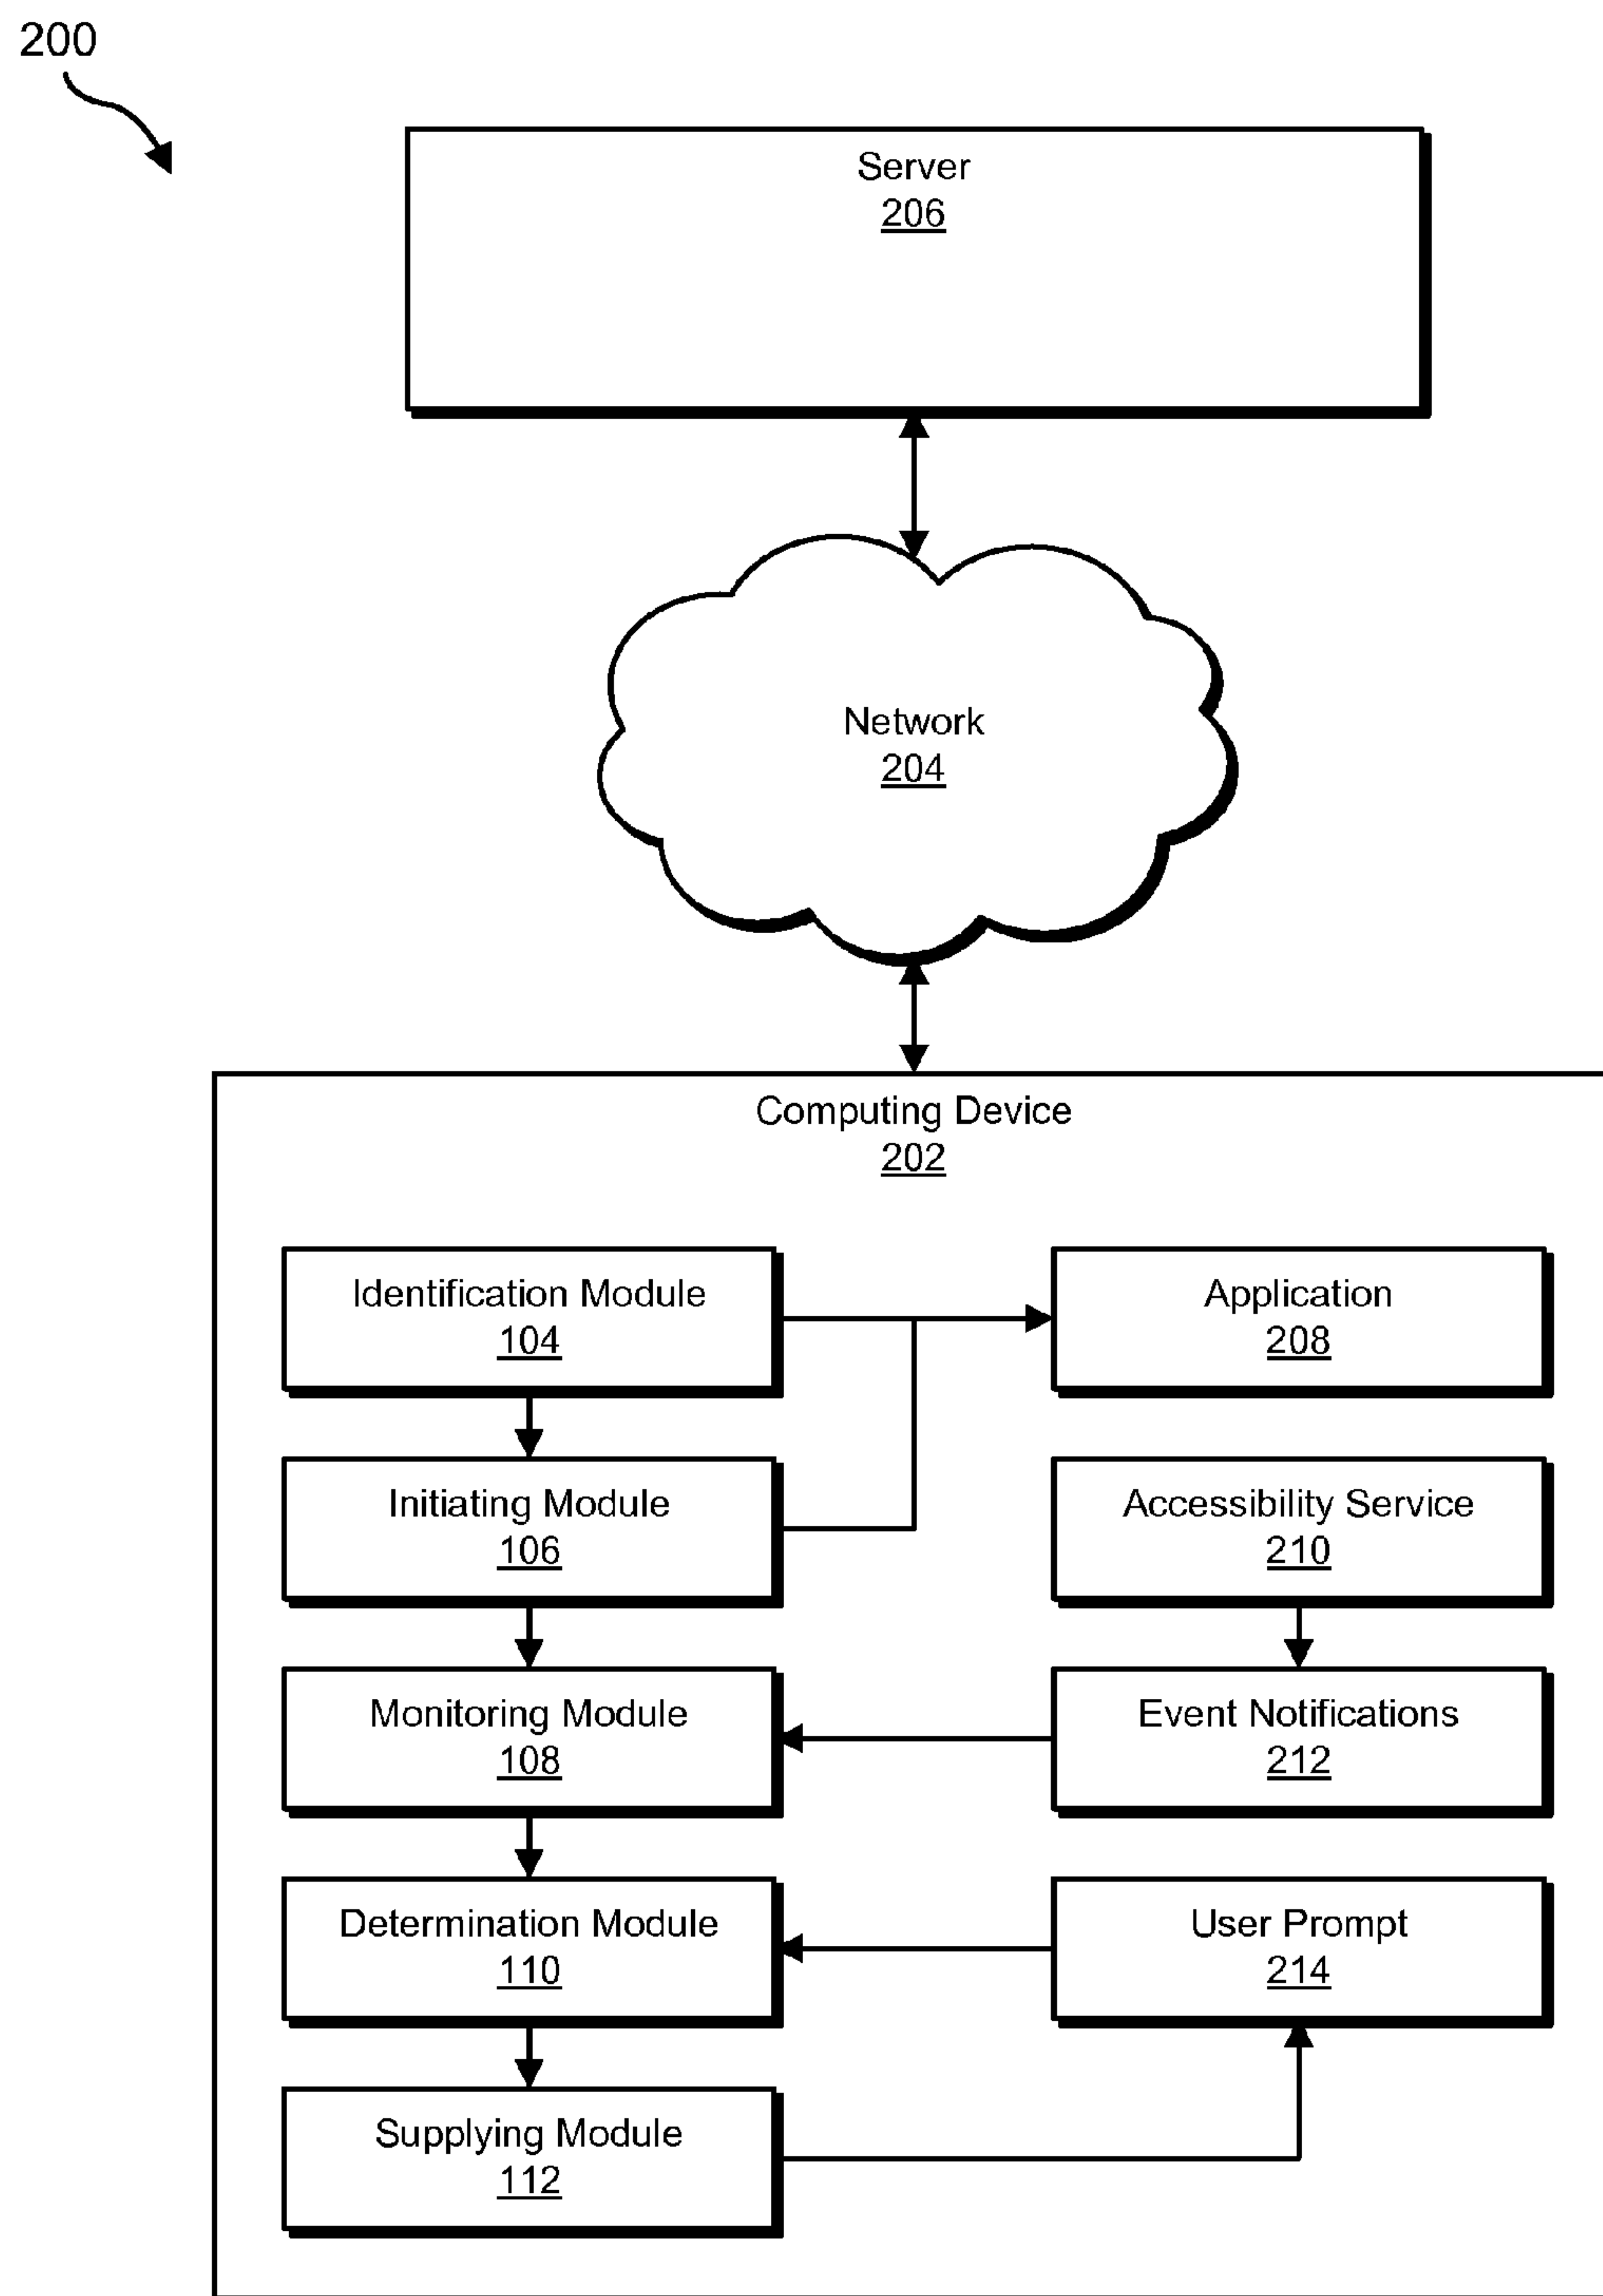 200
Server
206
Network
204
Computing Device
202
Identification Module
104
Application
208
Initiating Module
106
Accessibility Service
210
Monitoring Module
108
Event Notifications
212
Determination Module
110
User Prompt
214
Supplying Module
112